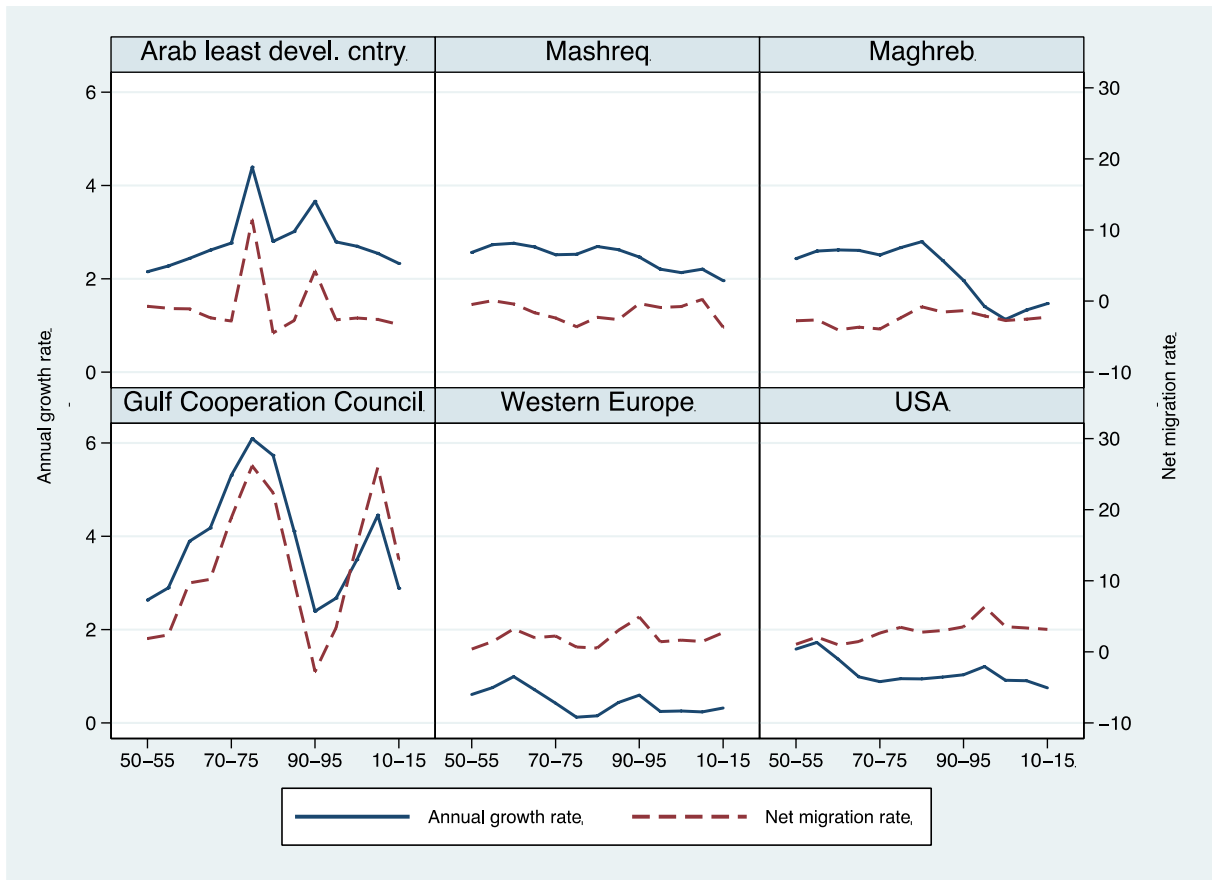 Arab least devel. cntry.
Mashreq.
Maghreb.
6
4
2
0
30
20
10
0
−10
Gulf Cooperation Council.
Western Europe.
USA.
6
4
2
0
30
20
10
0
−10
Annual growth rate.
Net migration rate.
50−55 70−75 90−95 10−15 50−55 70−75 90−95 10−15 50−55 70−75 90−95 10−15.
Annual growth rate. Net migration rate.